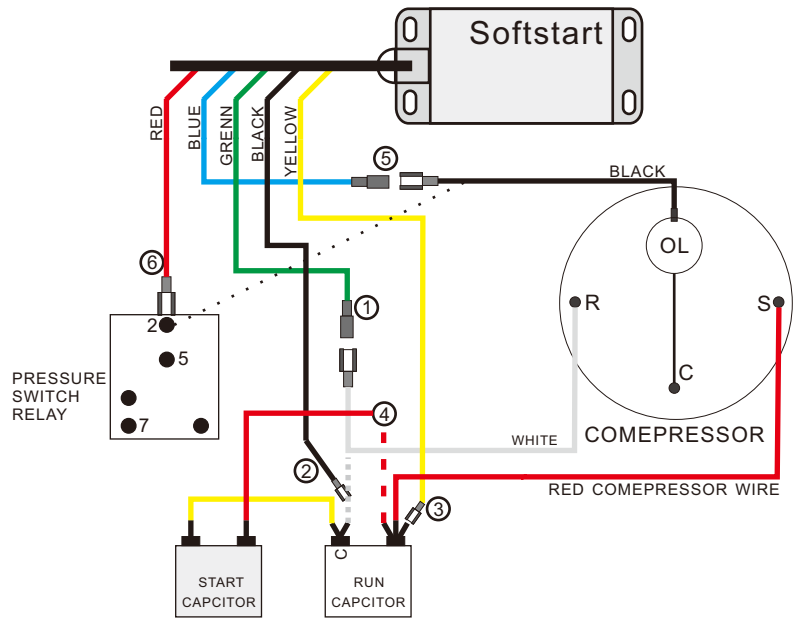 Softstart
RED
BLUE
GRENN
BLACK
YELLOW
5
BLACK
OL
6
1
R
S
2
5
C
PRESSURE
SWITCH
RELAY
7
4
WHITE
COMEPRESSOR
2
RED COMEPRESSOR WIRE
3
C
START
CAPCITOR
RUN
CAPCITOR